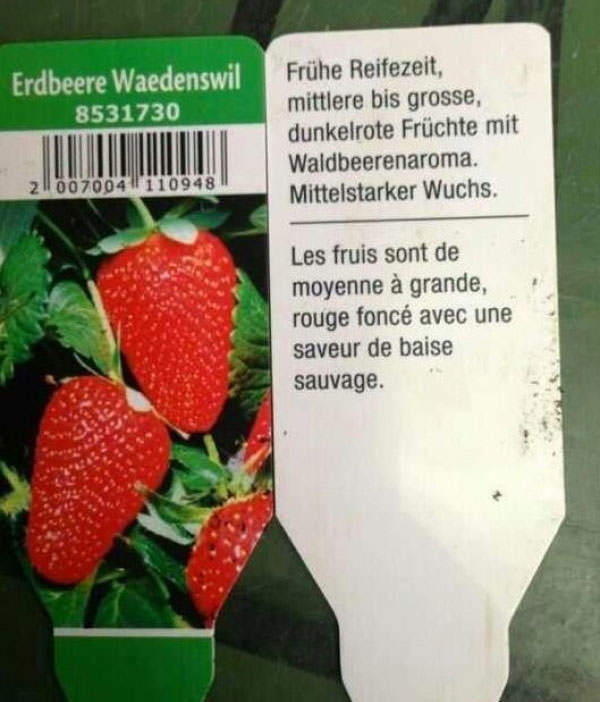 Erdbeere Waedenswil
8531730
2 007004 110948
Frühe Reifezeit,
mittlere bis grosse,
dunkelrote Früchte mit
Waldbeerenaroma.
Mittelstarker Wuchs.
Les fruis sont de
moyenne à grande,
rouge foncé avec une
saveur de baise
sauvage.